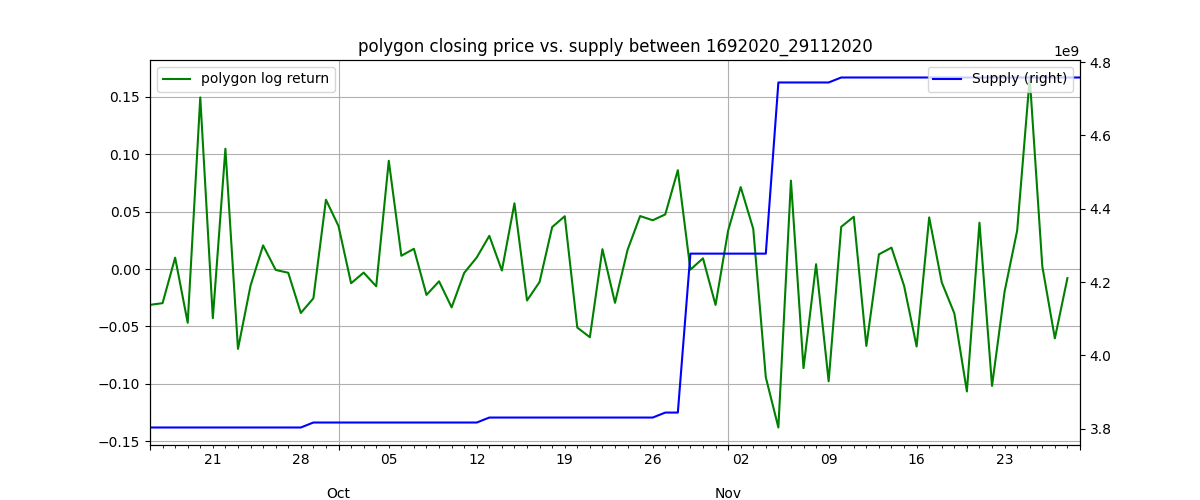 polygon closing price vs. supply between 1692020_29112020
1e9
polygon log return
Supply (right)
0.15
0.10
0.05
0.00
−0.05
−0.10
−0.15
4.8
4.6
4.4
4.2
4.0
3.8
21 28 05 12 19 26 02 09 16 23
Oct Nov